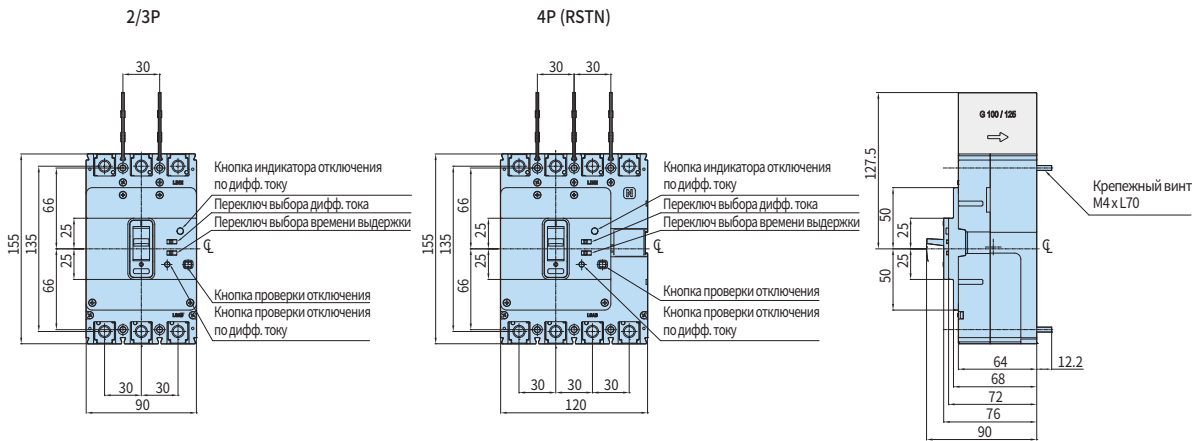 2/3P
30
155
135
66
66
25
25
LINE
LOAD
30
30
90
Кнопка индикатора отключения
по дифф. току
Переключ выбора дифф. тока
Переключ выбора времени выдержки
℄
Кнопка проверки отключения
Кнопка проверки отключения
по дифф. току
4P (RSTN)
30
30
155
135
66
66
25
25
LINE
N
LOAD
30
30
30
120
Кнопка индикатора отключения
по дифф. току
Переключ выбора дифф. тока
Переключ выбора времени выдержки
℄
Кнопка проверки отключения
Кнопка проверки отключения
по дифф. току
G 100 / 125
127.5
50
25
25
50
Крепежный винт
M4 x L70
℄
64
12.2
68
72
76
90